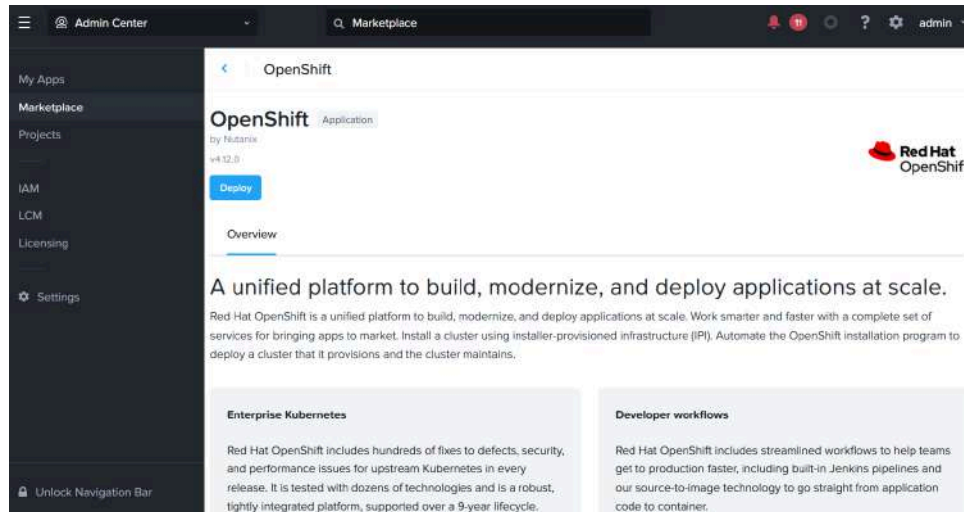 Admin Center
Marketplace
11
?
admin
My Apps
Marketplace
Projects
IAM
LCM
Licensing
Settings
Unlock Navigation Bar
OpenShift
OpenShift Application
by Nutanix
v4.12.0
Deploy
Red Hat
OpenShif
Overview
A unified platform to build, modernize, and deploy applications at scale.
Red Hat OpenShift is a unified platform to build, modernize, and deploy applications at scale. Work smarter and faster with a complete set of
services for bringing apps to market. Install a cluster using installer-provisioned infrastructure (IPI). Automate the OpenShift installation program to
deploy a cluster that it provisions and the cluster maintains.
Enterprise Kubernetes
Red Hat OpenShift includes hundreds of fixes to defects, security,
and performance issues for upstream Kubernetes in every
release. It is tested with dozens of technologies and is a robust,
tightly integrated platform, supported over a 9-year lifecycle.
Developer workflows
Red Hat OpenShift includes streamlined workflows to help teams
get to production faster, including built-in Jenkins pipelines and
our source-to-image technology to go straight from application
code to container.